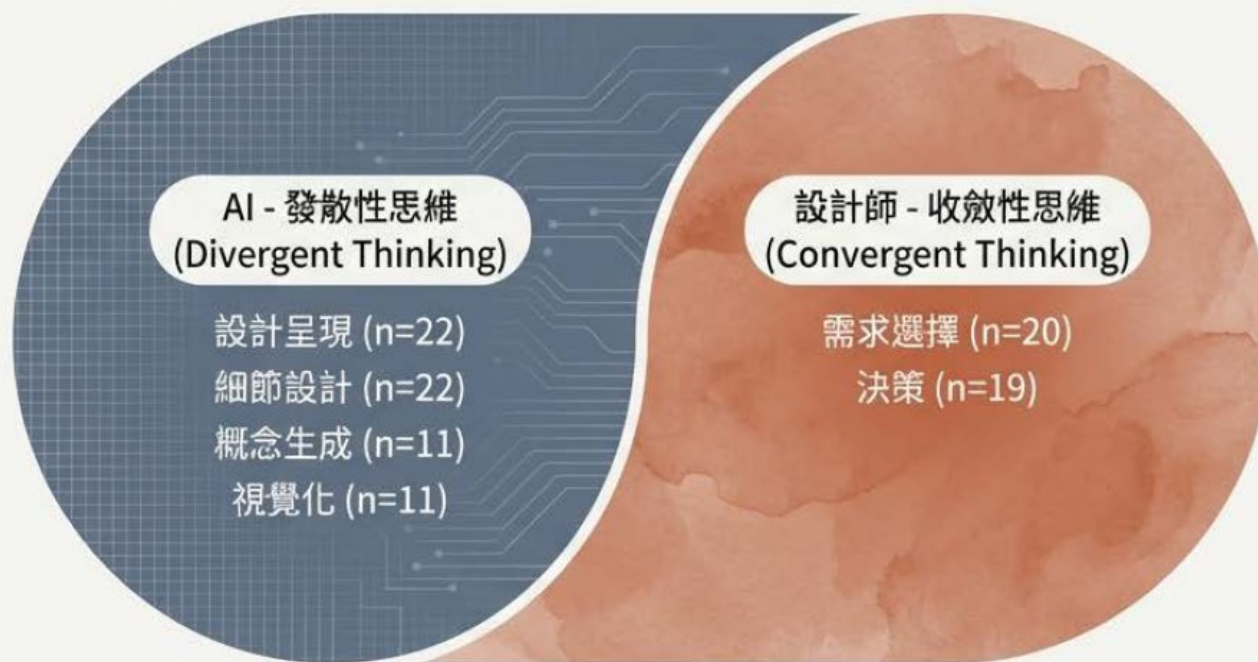 AI - 發散性思維
(Divergent Thinking)
設計呈現 (n=22)
細節設計 (n=22)
概念生成 (n=11)
視覺化 (n=11)
設計師 - 收斂性思維
(Convergent Thinking)
需求選擇 (n=20)
決策 (n=19)